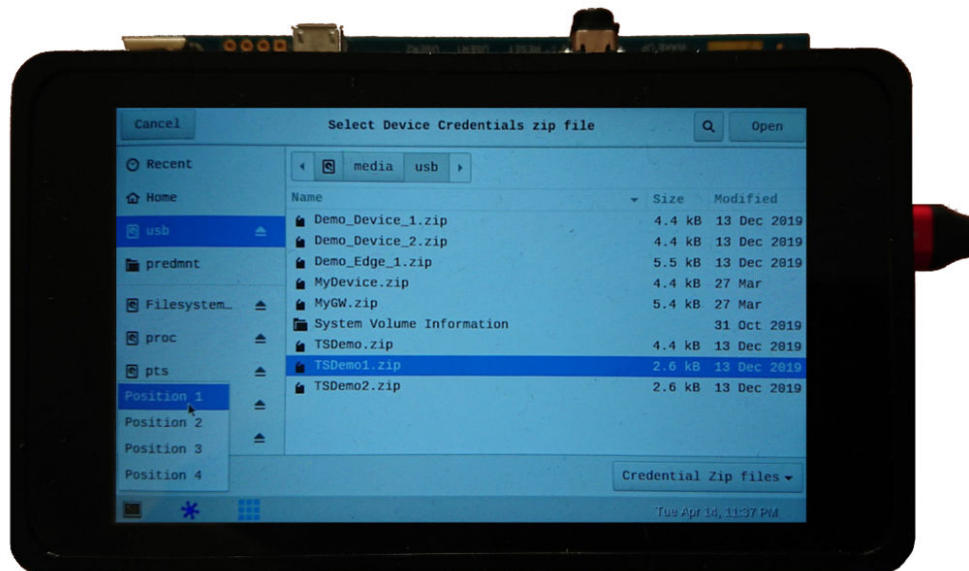 USER2 USER1 RESET WAKE UP
Cancel Select Device Credentials zip file Open
Recent
Home
usb
predmnt
Filesystem…
proc
pts
media usb
Name Size Modified
Demo_Device_1.zip 4.4 kB 13 Dec 2019
Demo_Device_2.zip 4.4 kB 13 Dec 2019
Demo_Edge_1.zip 5.5 kB 13 Dec 2019
MyDevice.zip 4.4 kB 27 Mar
MyGW.zip 5.4 kB 27 Mar
System Volume Information 31 Oct 2019
TSDemo.zip 4.4 kB 13 Dec 2019
TSDemo1.zip 2.6 kB 13 Dec 2019
TSDemo2.zip 2.6 kB 13 Dec 2019
Position 1
Position 2
Position 3
Position 4
Credential Zip files
Tue Apr 14, 11:37 PM